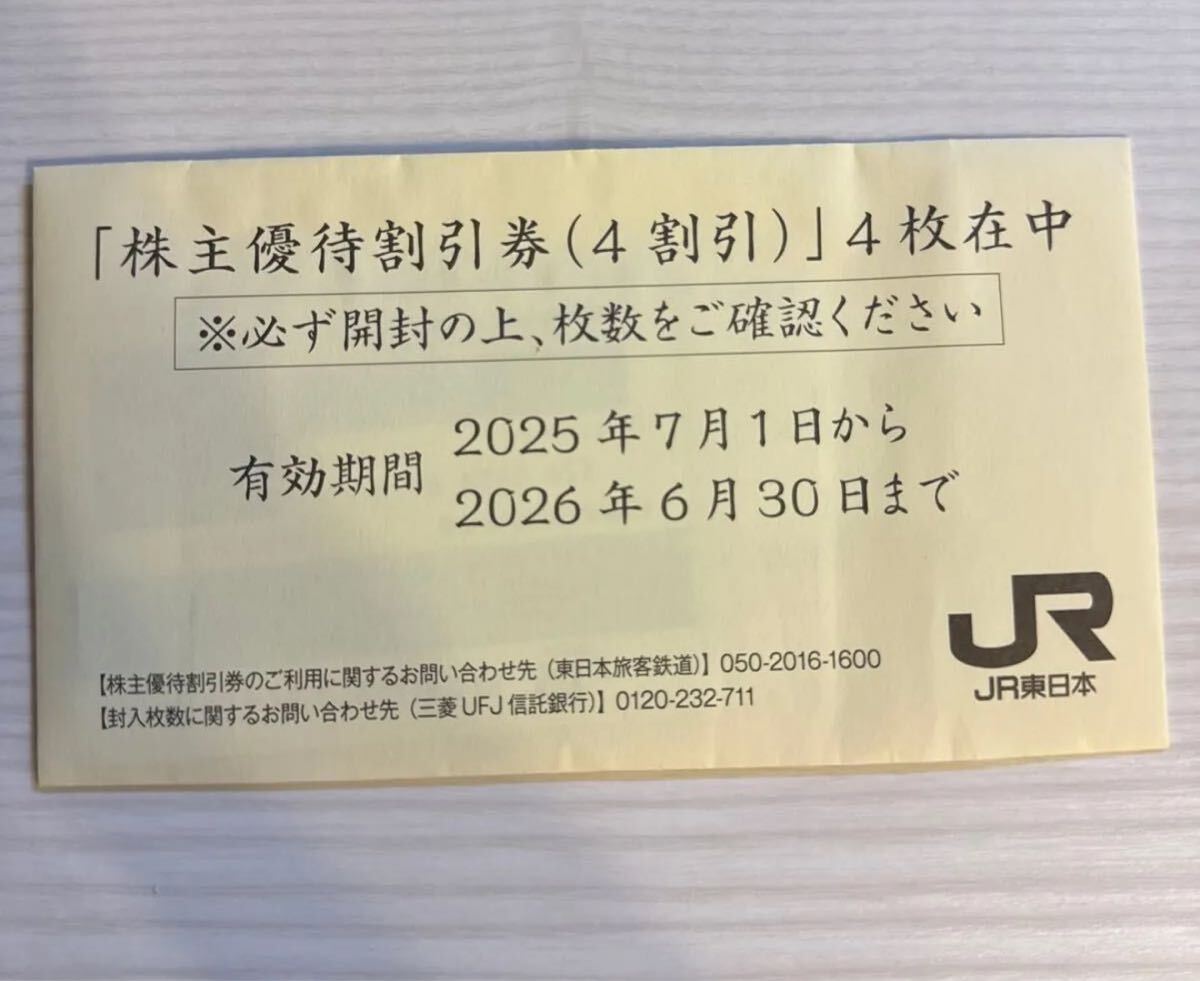 「株主優待割引券(4割引)」4枚在中
※必ず開封の上、枚数をご確認ください
有効期間
2025年7月1日から
2026年6月30日まで
JR
JR東日本
【株主優待割引券のご利用に関するお問い合わせ先(東日本旅客鉄道)】050-2016-1600
【封入枚数に関するお問い合わせ先(三菱UFJ信託銀行)】0120-232-711